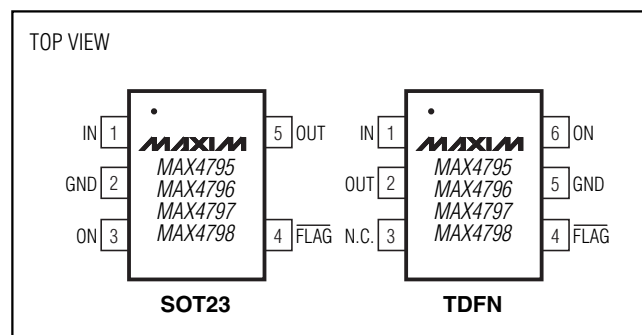 TOP VIEW
IN 1
GND 2
ON 3
MAXIM
MAX4795
MAX4796
MAX4797
MAX4798
5 OUT
4 FLAG
SOT23
IN 1
OUT 2
N.C. 3
MAXIM
MAX4795
MAX4796
MAX4797
MAX4798
6 ON
5 GND
4 FLAG
TDFN